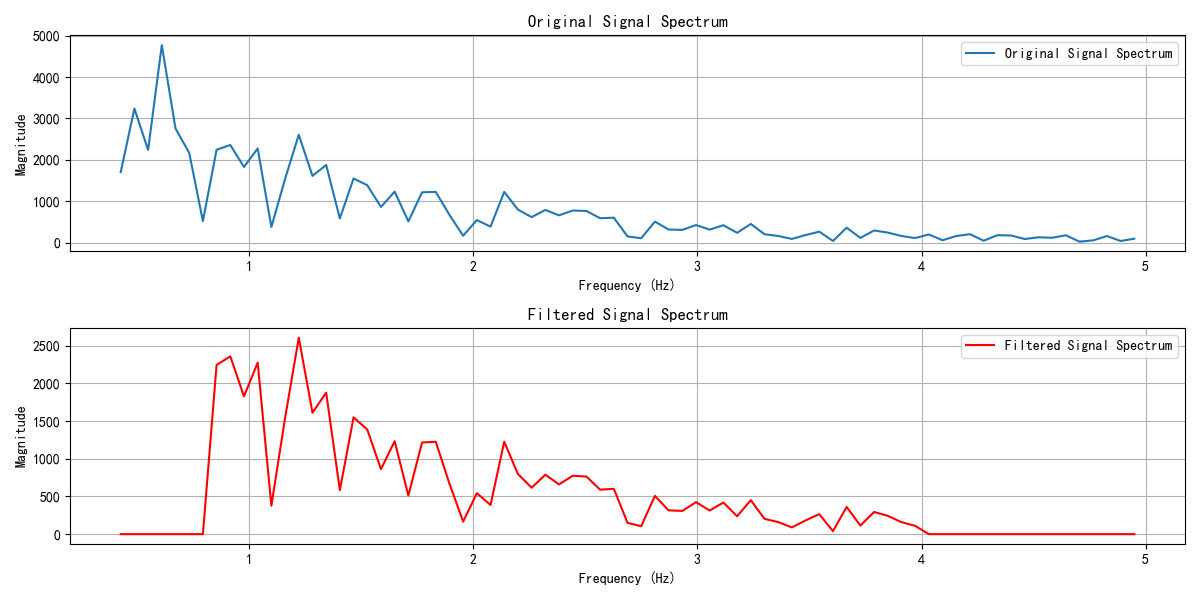 Original Signal Spectrum
5000
4000
3000
2000
1000
0
Magnitude
Original Signal Spectrum
1 2 3 4 5
Frequency (Hz)
Filtered Signal Spectrum
2500
2000
1500
1000
500
0
Magnitude
Filtered Signal Spectrum
1 2 3 4 5
Frequency (Hz)